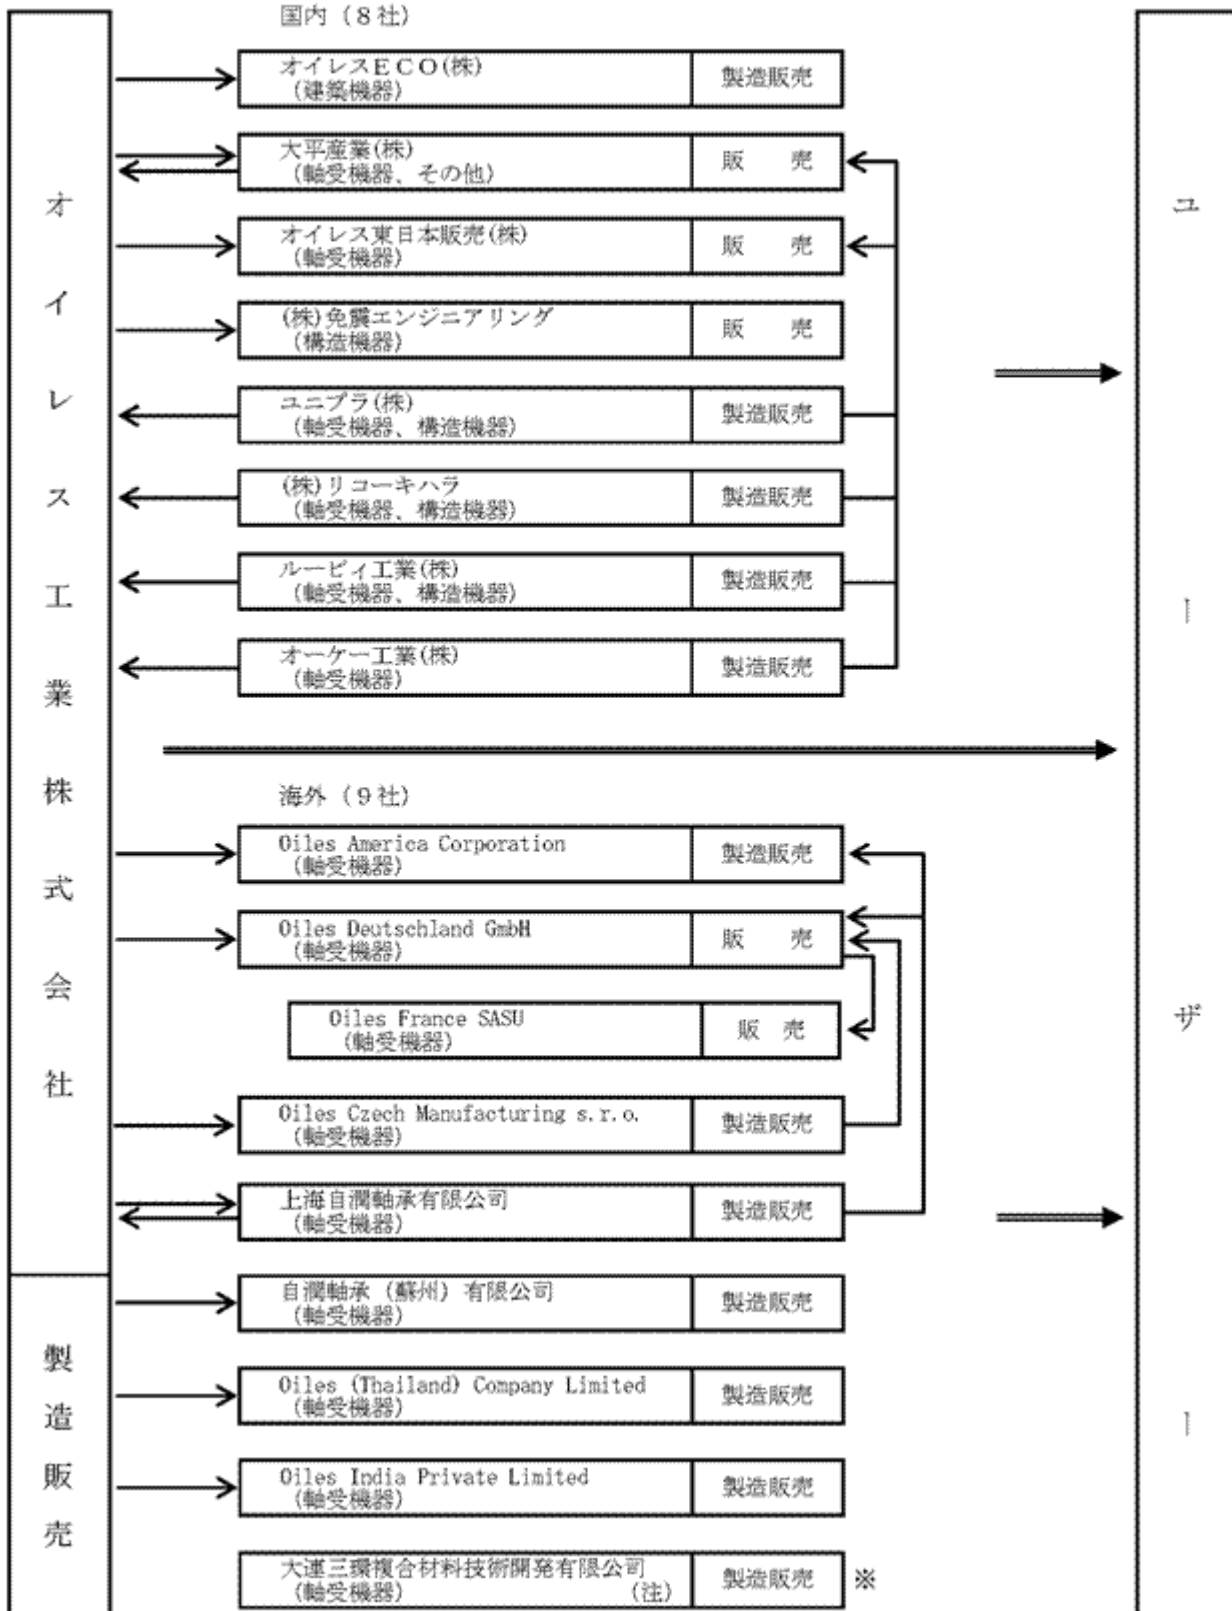 国内（８社）
オイレスＥＣＯ(株)
（建築機器）
製造販売
大平産業(株)
（軸受機器、その他）
販　売
オイレス東日本販売(株)
（軸受機器）
販　売
(株)免震エンジニアリング
（構造機器）
販　売
ユニプラ(株)
（軸受機器、構造機器）
製造販売
(株)リコーキハラ
（軸受機器、構造機器）
製造販売
ルービィ工業(株)
（軸受機器、構造機器）
製造販売
オーケー工業(株)
（軸受機器）
製造販売
海外（９社）
Oiles America Corporation
（軸受機器）
製造販売
Oiles Deutschland GmbH
（軸受機器）
販　売
Oiles France SASU
（軸受機器）
販　売
Oiles Czech Manufacturing s.r.o.
（軸受機器）
製造販売
上海自潤軸承有限公司
（軸受機器）
製造販売
自潤軸承（蘇州）有限公司
（軸受機器）
製造販売
Oiles (Thailand) Company Limited
（軸受機器）
製造販売
Oiles India Private Limited
（軸受機器）
製造販売
大連三環複合材料技術開発有限公司
（軸受機器）　（注）
製造販売
※
オイレス工業株式会社
製造販売
ユーザー